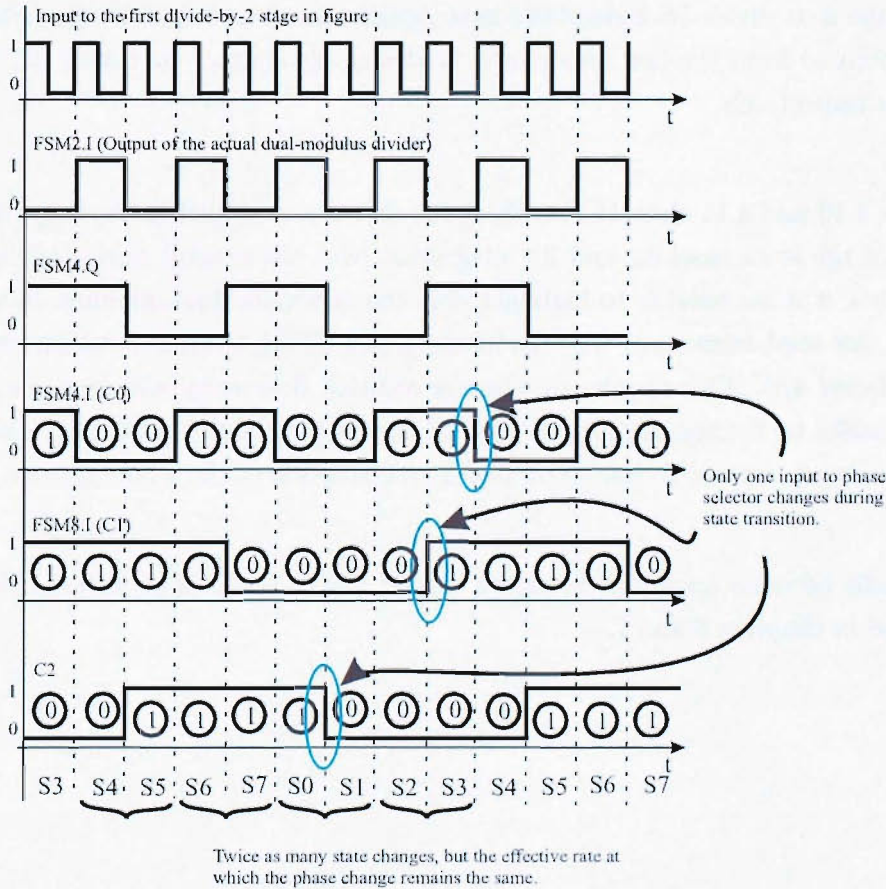 Input to the first divide-by-2 stage in figure
1
0
t
FSM2.I (Output of the actual dual-modulus divider)
1
0
t
FSM4.Q
1
0
t
FSM4.I (C0)
1
0
1 0 0 1 1 0 0 1 1 0 0 1 1
t
Only one input to phase
selector changes during
state transition.
FSM8.I (C1)
1
0
1 1 1 1 0 0 0 0 1 1 1 1 0
t
C2
1
0
0 0 1 1 1 1 0 0 0 0 1 1 1
t
S3 S4 S5 S6 S7 S0 S1 S2 S3 S4 S5 S6 S7
Twice as many state changes, but the effective rate at
which the phase change remains the same.